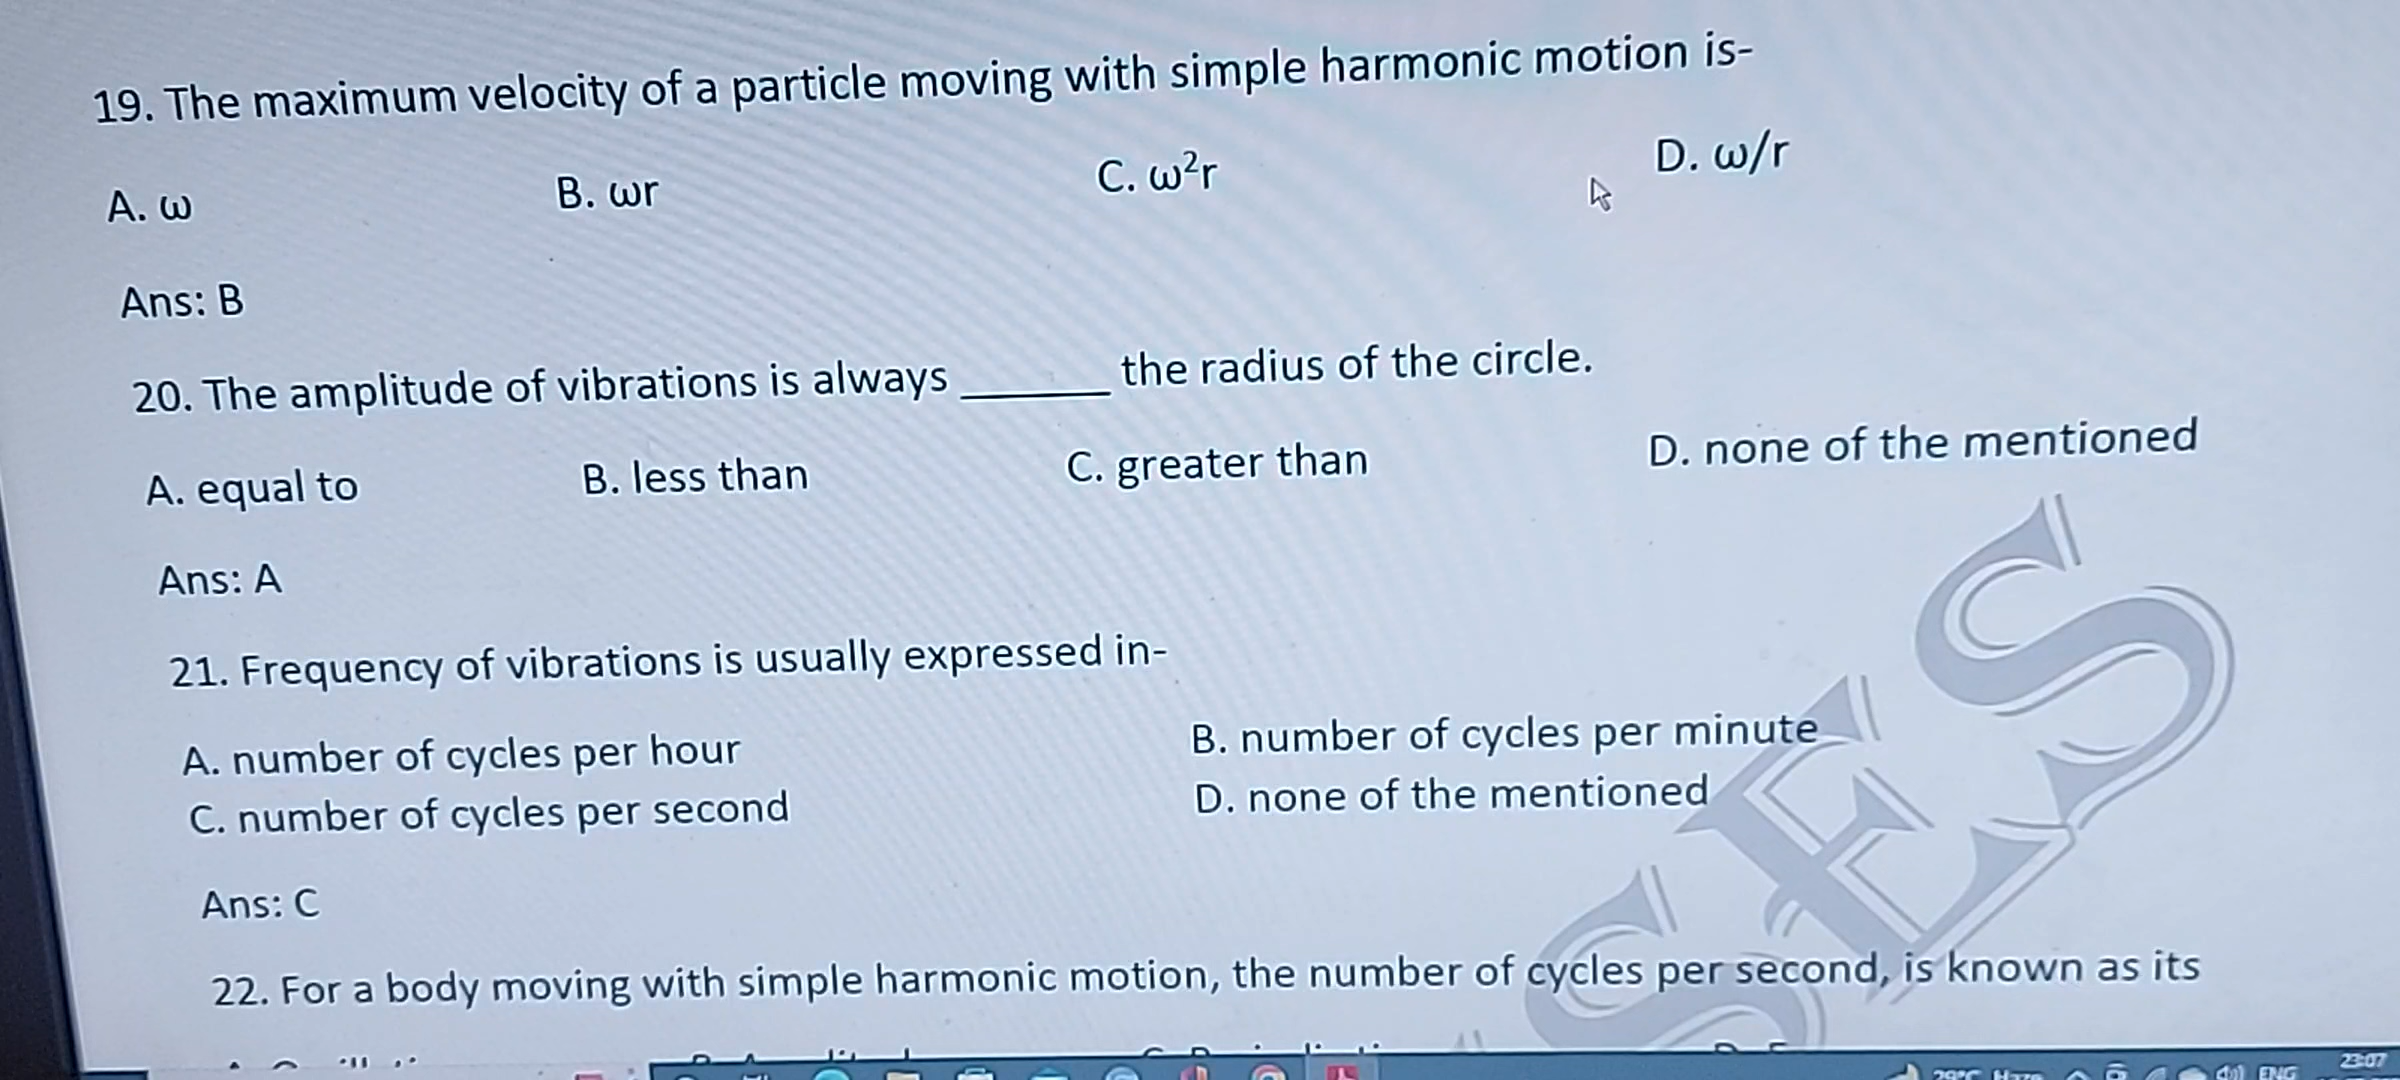 19. The maximum velocity of a particle moving with simple harmonic motion is-
A. ω B. ωr C. ω²r D. ω/r
Ans: B
20. The amplitude of vibrations is always ______ the radius of the circle.
A. equal to B. less than C. greater than D. none of the mentioned
Ans: A
21. Frequency of vibrations is usually expressed in-
A. number of cycles per hour B. number of cycles per minute
C. number of cycles per second D. none of the mentioned
Ans: C
22. For a body moving with simple harmonic motion, the number of cycles per second, is known as its
SES
29°C Haze ENG 23:07